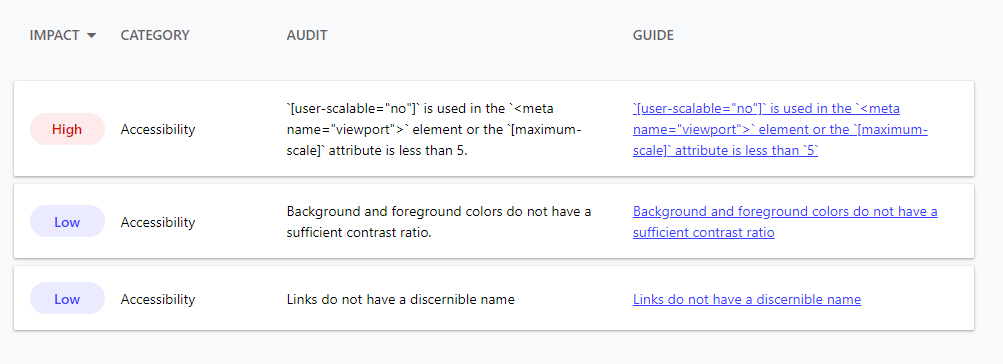 IMPACT CATEGORY AUDIT GUIDE
High Accessibility
`[user-scalable="no"]` is used in the `<meta
name="viewport">` element or the `[maximum-
scale]` attribute is less than 5.
`[user-scalable="no"]` is used in the `<meta
name="viewport">` element or the `[maximum-
scale]` attribute is less than `5`
Low Accessibility
Background and foreground colors do not have a
sufficient contrast ratio.
Background and foreground colors do not have a
sufficient contrast ratio
Low Accessibility
Links do not have a discernible name
Links do not have a discernible name